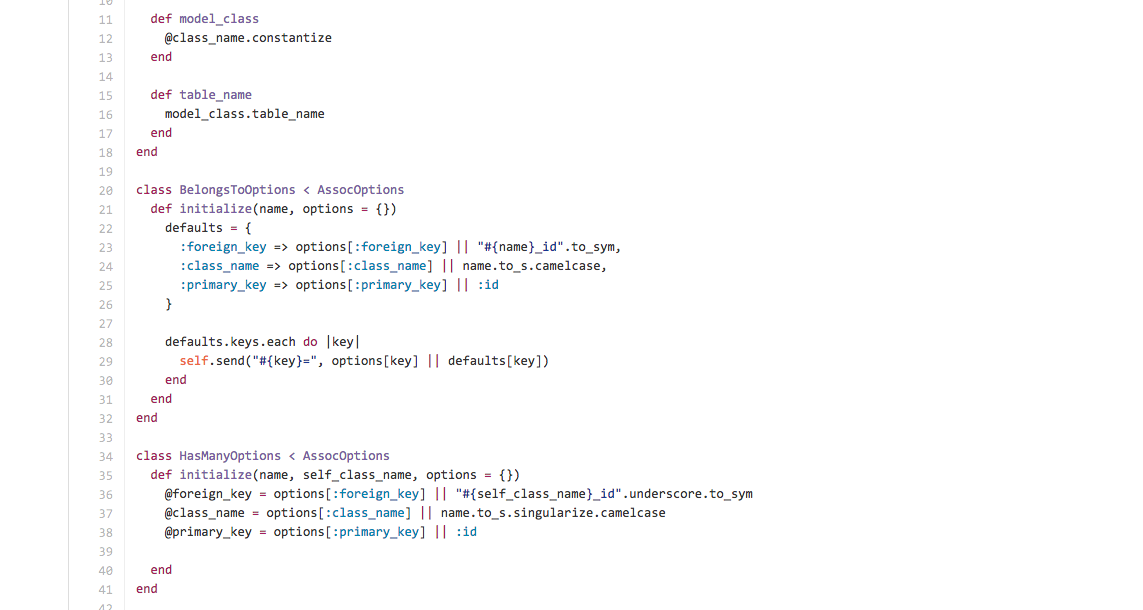 11 def model_class
12 @class_name.constantize
13 end
14
15 def table_name
16 model_class.table_name
17 end
18 end
19
20 class BelongsToOptions < AssocOptions
21 def initialize(name, options = {})
22 defaults = {
23 :foreign_key => options[:foreign_key] || "#{name}_id".to_sym,
24 :class_name => options[:class_name] || name.to_s.camelcase,
25 :primary_key => options[:primary_key] || :id
26 }
27
28 defaults.keys.each do |key|
29 self.send("#{key}=", options[key] || defaults[key])
30 end
31 end
32 end
33
34 class HasManyOptions < AssocOptions
35 def initialize(name, self_class_name, options = {})
36 @foreign_key = options[:foreign_key] || "#{self_class_name}_id".underscore.to_sym
37 @class_name = options[:class_name] || name.to_s.singularize.camelcase
38 @primary_key = options[:primary_key] || :id
39
40 end
41 end